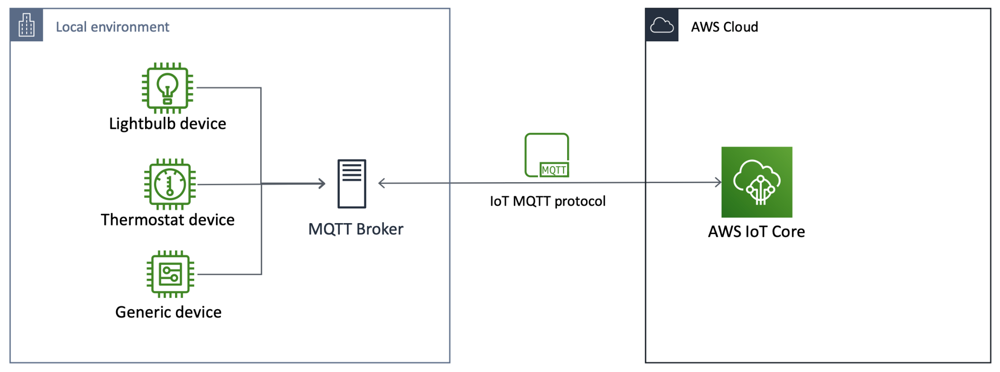 Local environment
AWS Cloud
Lightbulb device
MQTT
IoT MQTT protocol
Thermostat device
MQTT Broker
AWS IoT Core
Generic device